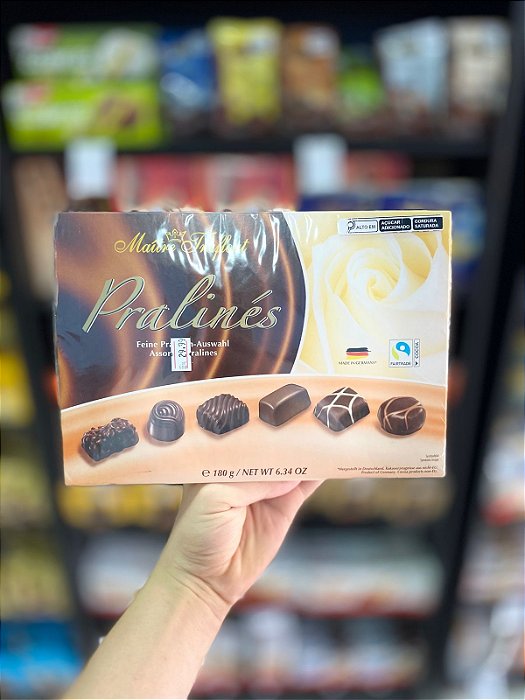 Maître Truffout
Pralinés
Feine Pralinen-Auswahl
Assorted Pralines
ALTO EM
AÇÚCAR ADICIONADO
GORDURA SATURADA
MADE IN GERMANY*
FAIRTRADE
COCOA
℮ 180 g / NET WT 6.34 OZ